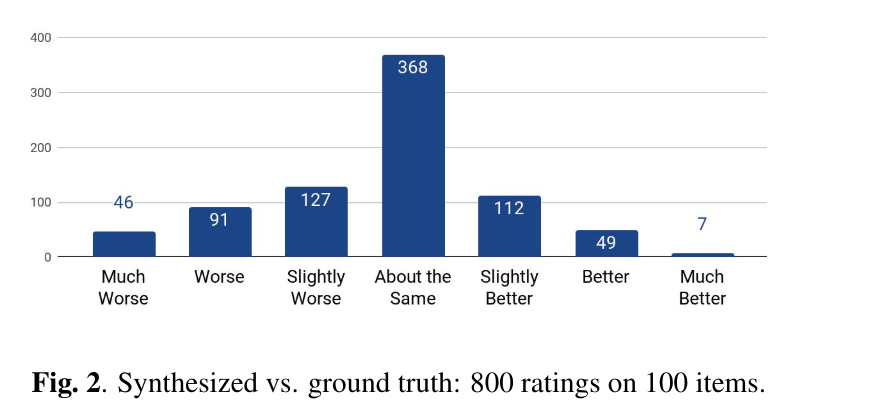 400
300
200
100
0
46
91
127
368
112
49
7
Much Worse
Worse
Slightly Worse
About the Same
Slightly Better
Better
Much Better
Fig. 2. Synthesized vs. ground truth: 800 ratings on 100 items.